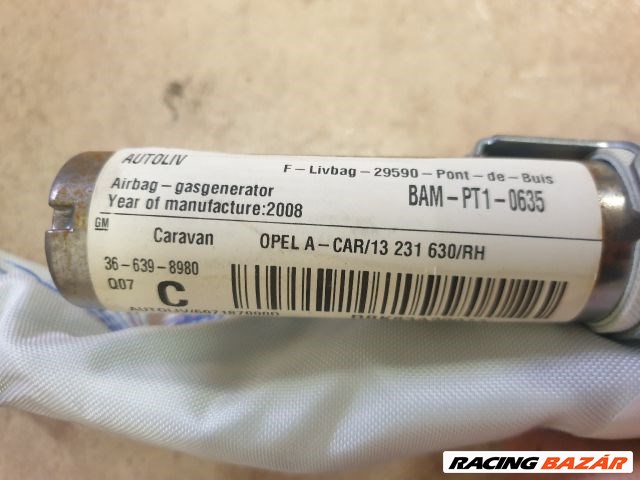 AUTOLIV
F-Livbag-29590-Pont-de-Buis
Airbag-gasgenerator
BAM-PT1-0635
Year of manufacture:2008
GM
Caravan OPEL A-CAR/13 231 630/RH
36-639-8980
Q07
C
RACING BAZÁR